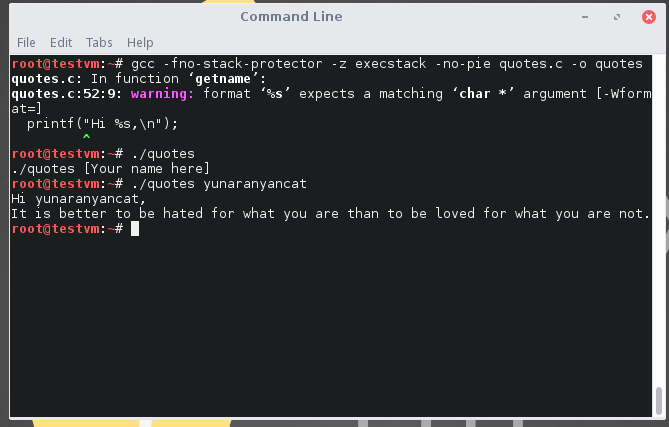 Command Line
File Edit Tabs Help
root@testvm:~# gcc -fno-stack-protector -z execstack -no-pie quotes.c -o quotes
quotes.c: In function ‘getname’:
quotes.c:52:9: warning: format ‘%s’ expects a matching ‘char *’ argument [-Wform
at=]
printf("Hi %s,\n");
^
root@testvm:~# ./quotes
./quotes [Your name here]
root@testvm:~# ./quotes yunaranyancat
Hi yunaranyancat,
It is better to be hated for what you are than to be loved for what you are not.
root@testvm:~#